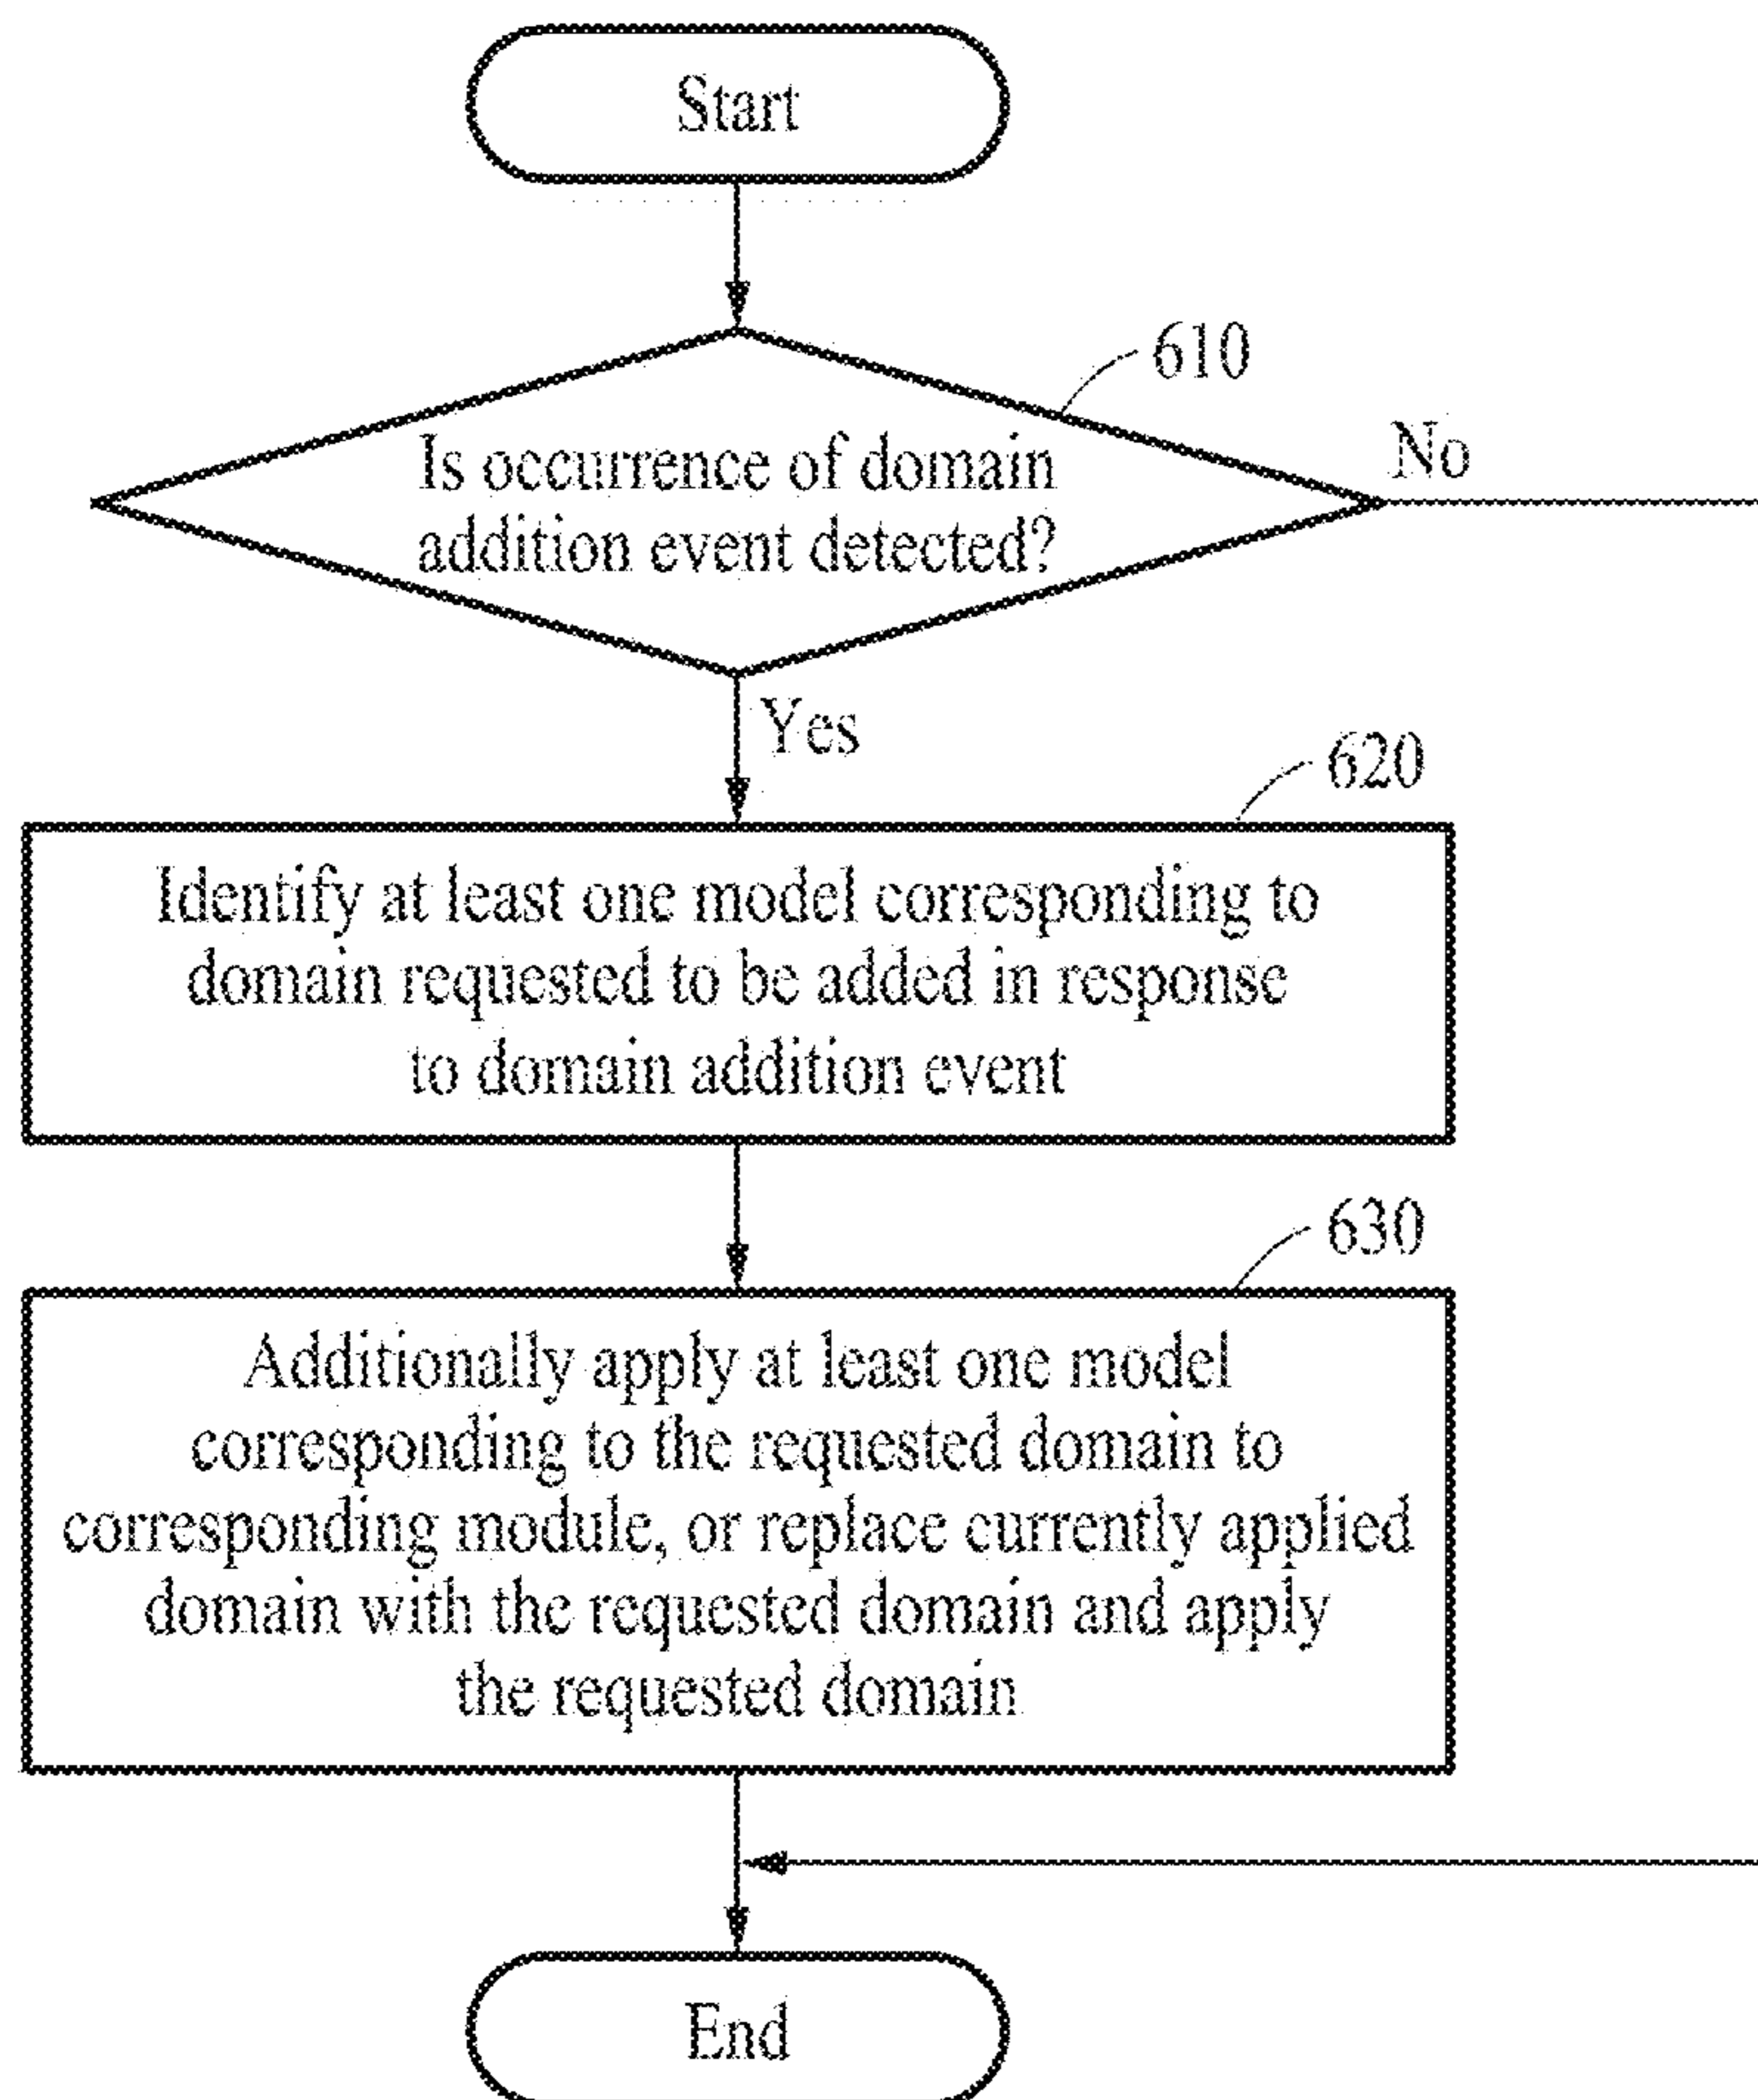 Start
610
Is occurrence of domain
addition event detected?
No
Yes
620
Identify at least one model corresponding to
domain requested to be added in response
to domain addition event
630
Additionally apply at least one model
corresponding to the requested domain to
corresponding module, or replace currently applied
domain with the requested domain and apply
the requested domain
End